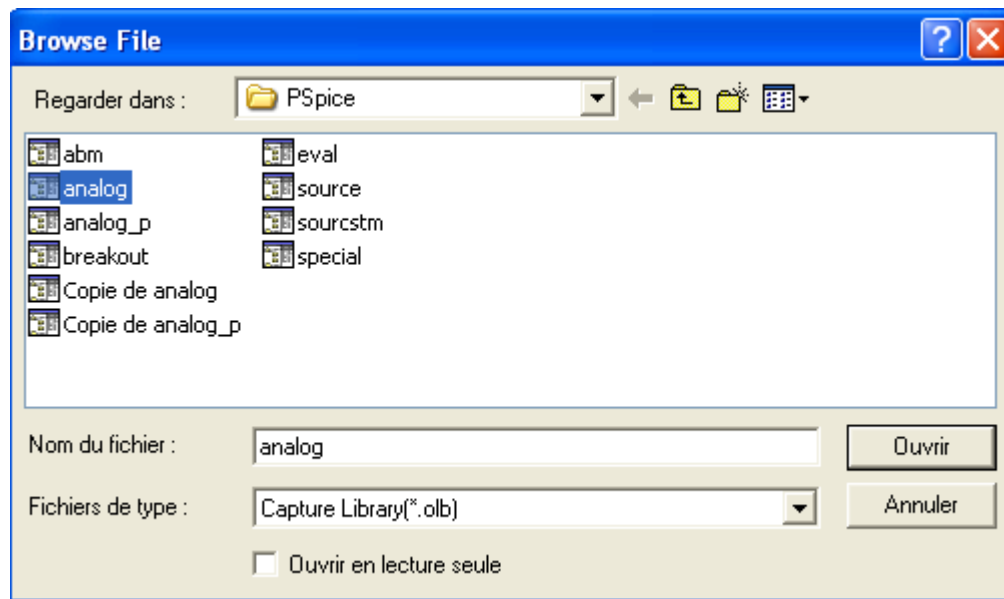 Browse File
Regarder dans :
PSpice
abm
eval
analog
source
analog_p
sourcstm
breakout
special
Copie de analog
Copie de analog_p
Nom du fichier :
analog
Ouvrir
Fichiers de type :
Capture Library(*.olb)
Annuler
Ouvrir en lecture seule